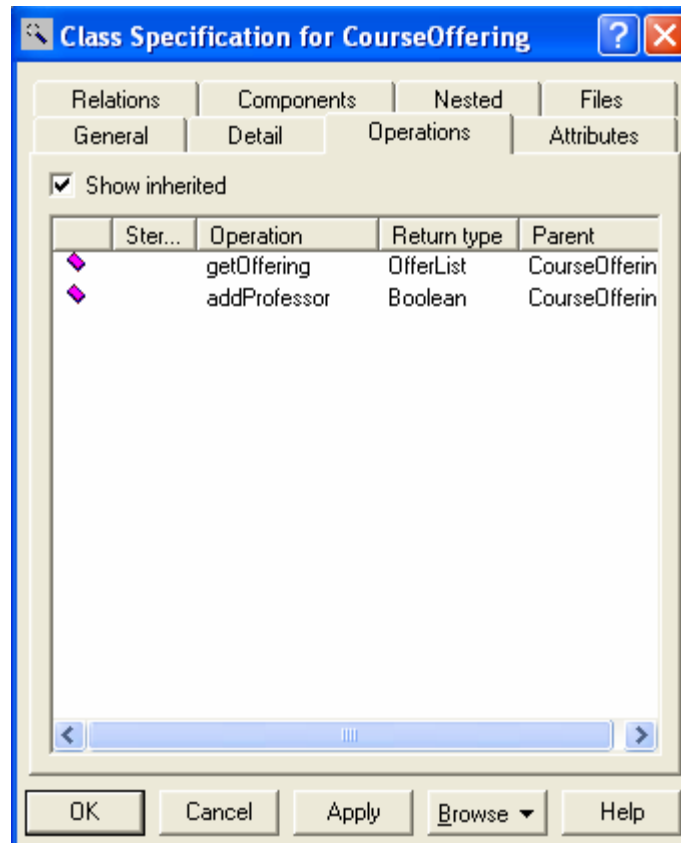 Class Specification for CourseOffering
Relations Components Nested Files
General Detail Operations Attributes
Show inherited
Ster... Operation Return type Parent
getOffering OfferList CourseOfferin
addProfessor Boolean CourseOfferin
OK Cancel Apply Browse Help